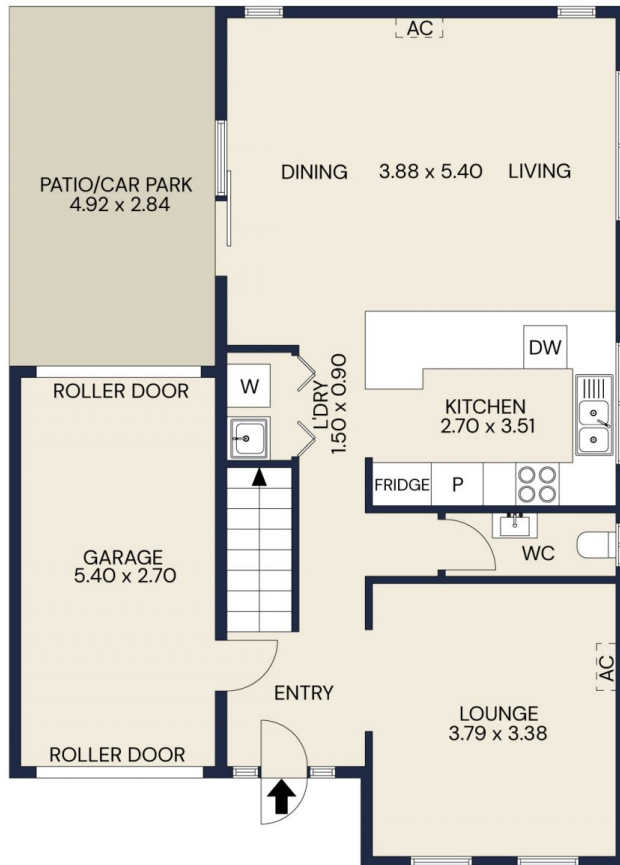 AC
DINING 3.88 x 5.40 LIVING
PATIO/CAR PARK
4.92 x 2.84
DW
ROLLER DOOR
W
L'DRY
1.50 x 0.90
KITCHEN
2.70 x 3.51
FRIDGE
P
WC
GARAGE
5.40 x 2.70
AC
ENTRY
LOUNGE
3.79 x 3.38
ROLLER DOOR